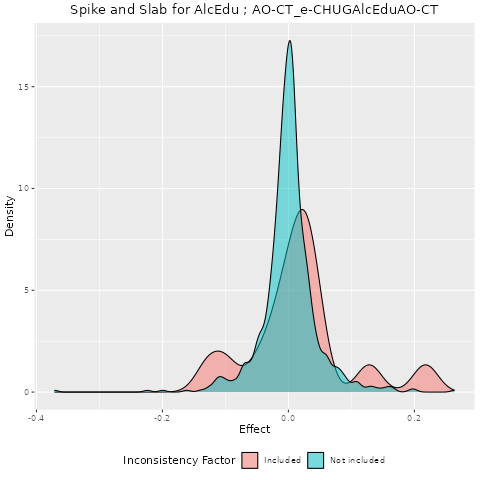 Spike and Slab for AlcEdu ; AO-CT_e-CHUGAlcEduAO-CT
15
10
5
0
Density
-0.4
-0.2
0.0
0.2
Effect
Inconsistency Factor
Included
Not included